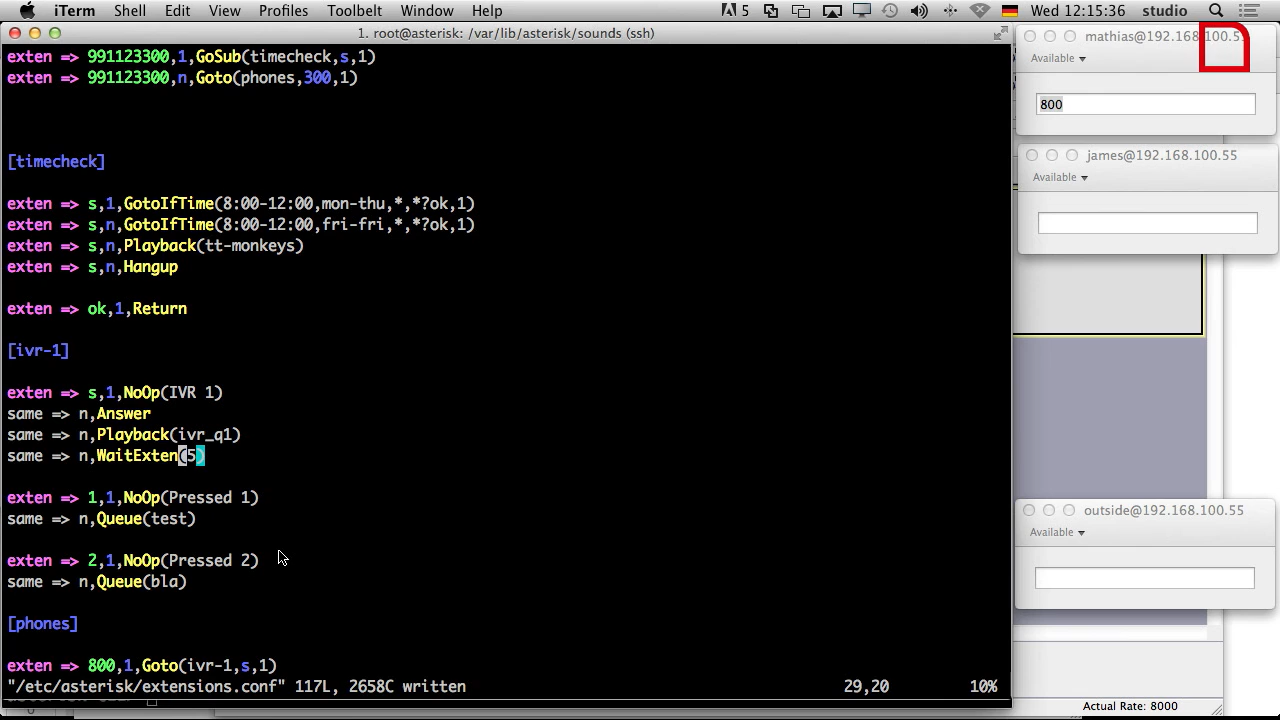 iTerm Shell Edit View Profiles Toolbelt Window Help
5 Wed 12:15:36 studio
1. root@asterisk: /var/lib/asterisk/sounds (ssh)
exten => 991123300,1,GoSub(timecheck,s,1)
exten => 991123300,n,Goto(phones,300,1)
[timecheck]
exten => s,1,GotoIfTime(8:00-12:00,mon-thu,*,*?ok,1)
exten => s,n,GotoIfTime(8:00-12:00,fri-fri,*,*?ok,1)
exten => s,n,Playback(tt-monkeys)
exten => s,n,Hangup
exten => ok,1,Return
[ivr-1]
exten => s,1,NoOp(IVR 1)
same => n,Answer
same => n,Playback(ivr_q1)
same => n,WaitExten(5)
exten => 1,1,NoOp(Pressed 1)
same => n,Queue(test)
exten => 2,1,NoOp(Pressed 2)
same => n,Queue(bla)
[phones]
exten => 800,1,Goto(ivr-1,s,1)
"/etc/asterisk/extensions.conf" 117L, 2658C written 29,20 10%
mathias@192.168.100.55
Available
800
james@192.168.100.55
Available
outside@192.168.100.55
Available
Actual Rate: 8000